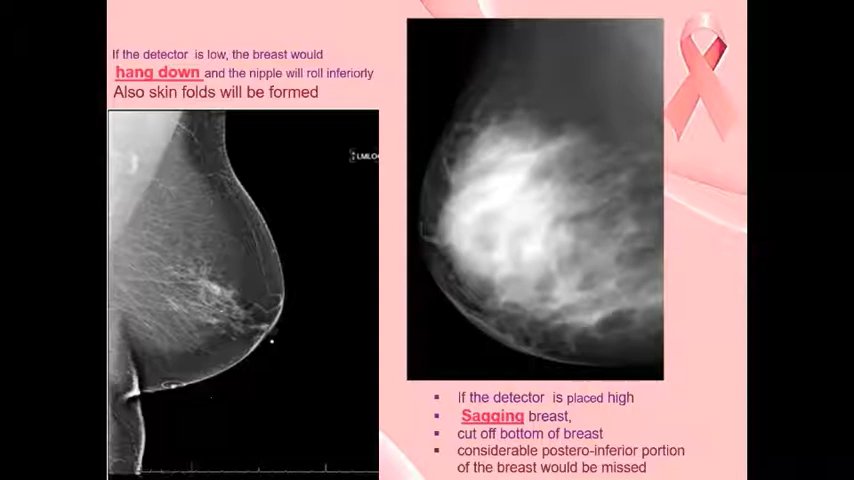 If the detector is low, the breast would
hang down and the nipple will roll inferiorly
Also skin folds will be formed
If the detector is placed high
Sagging breast,
cut off bottom of breast
considerable postero-inferior portion
of the breast would be missed